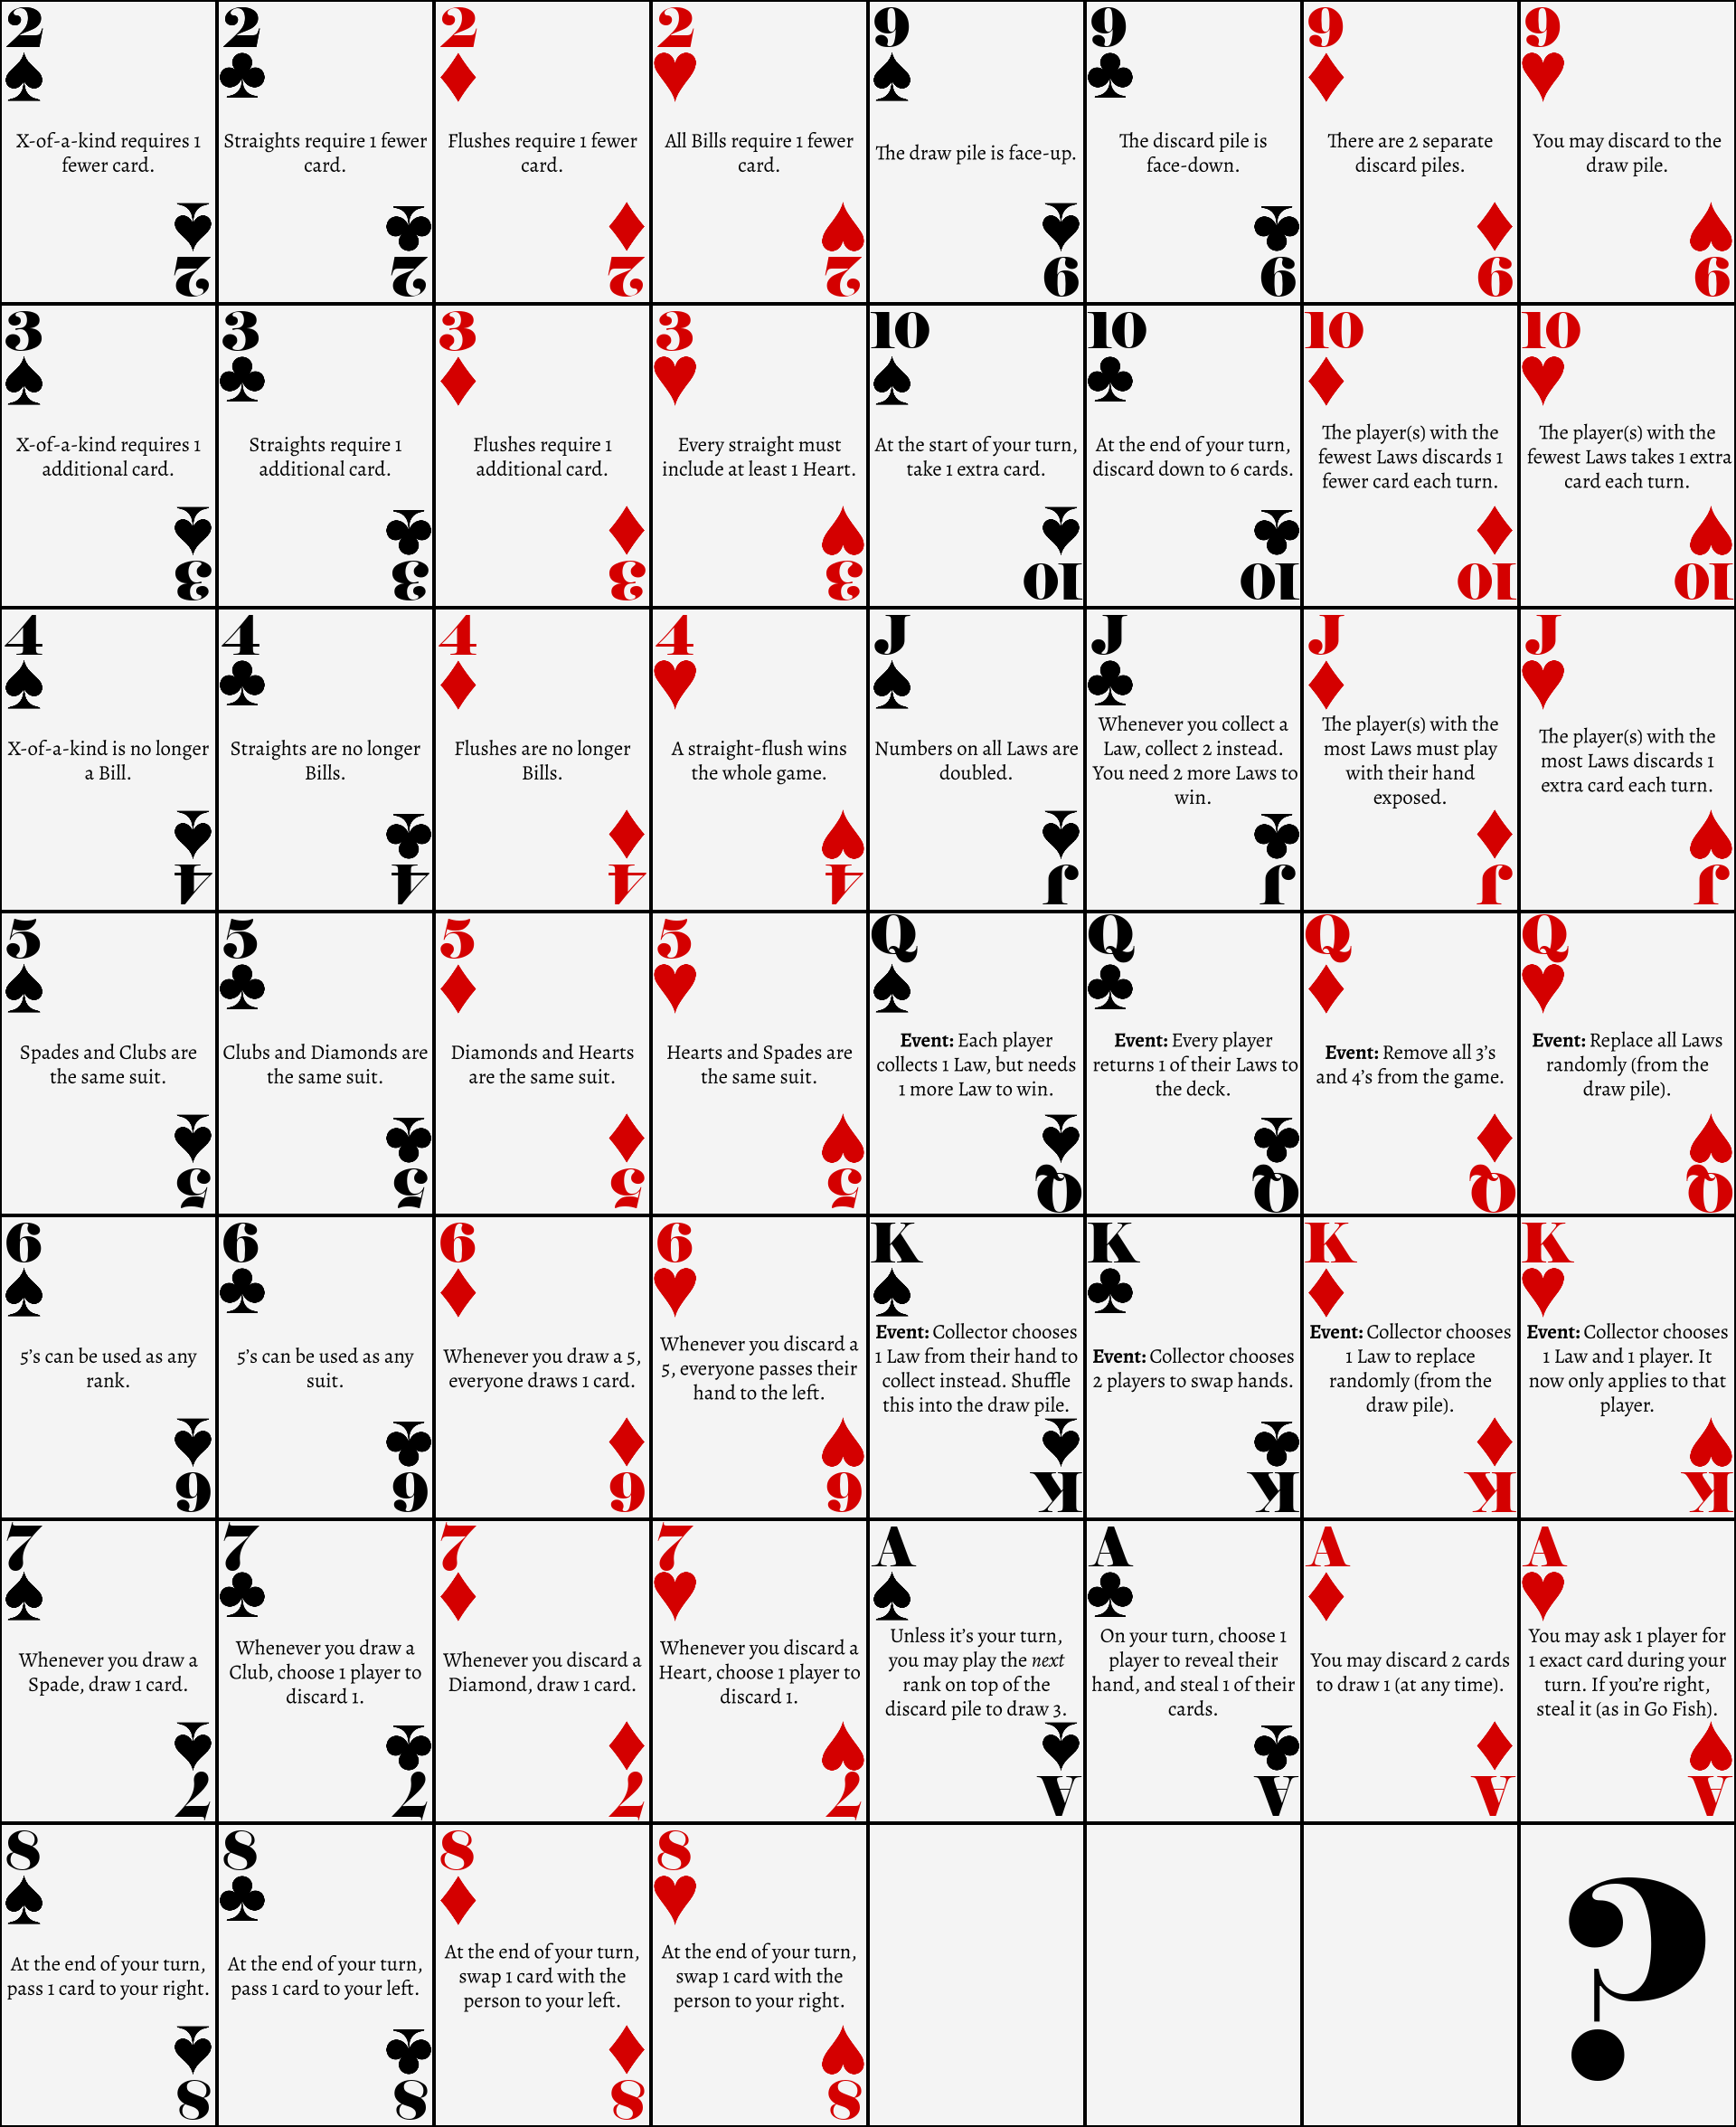 2
X-of-a-kind requires 1
fewer card.
2
2
Straights require 1 fewer
card.
2
2
Flushes require 1 fewer
card.
2
2
All Bills require 1 fewer
card.
2
9
The draw pile is face-up.
9
9
The discard pile is
face-down.
9
9
There are 2 separate
discard piles.
9
9
You may discard to the
draw pile.
9
3
X-of-a-kind requires 1
additional card.
3
3
Straights require 1
additional card.
3
3
Flushes require 1
additional card.
3
3
Every straight must
include at least 1 Heart.
3
10
At the start of your turn,
take 1 extra card.
10
10
At the end of your turn,
discard down to 6 cards.
10
10
The player(s) with the
fewest Laws discards 1
fewer card each turn.
10
10
The player(s) with the
fewest Laws takes 1 extra
card each turn.
10
4
X-of-a-kind is no longer
a Bill.
4
4
Straights are no longer
Bills.
4
4
Flushes are no longer
Bills.
4
4
A straight-flush wins
the whole game.
4
J
Numbers on all Laws are
doubled.
J
J
Whenever you collect a
Law, collect 2 instead.
You need 2 more Laws to
win.
J
J
The player(s) with the
most Laws must play
with their hand
exposed.
J
J
The player(s) with the
most Laws discards 1
extra card each turn.
J
5
Spades and Clubs are
the same suit.
5
5
Clubs and Diamonds are
the same suit.
5
5
Diamonds and Hearts
are the same suit.
5
5
Hearts and Spades are
the same suit.
5
Q
Event: Each player
collects 1 Law, but needs
1 more Law to win.
Q
Q
Event: Every player
returns 1 of their Laws to
the deck.
Q
Q
Event: Remove all 3’s
and 4’s from the game.
Q
Q
Event: Replace all Laws
randomly (from the
draw pile).
Q
6
5’s can be used as any
rank.
6
6
5’s can be used as any
suit.
6
6
Whenever you draw a 5,
everyone draws 1 card.
6
6
Whenever you discard a
5, everyone passes their
hand to the left.
6
K
Event: Collector chooses
1 Law from their hand to
collect instead. Shuffle
this into the draw pile.
K
K
Event: Collector chooses
2 players to swap hands.
K
K
Event: Collector chooses
1 Law to replace
randomly (from the
draw pile).
K
K
Event: Collector chooses
1 Law and 1 player. It
now only applies to that
player.
K
7
Whenever you draw a
Spade, draw 1 card.
7
7
Whenever you draw a
Club, choose 1 player to
discard 1.
7
7
Whenever you discard a
Diamond, draw 1 card.
7
7
Whenever you discard a
Heart, choose 1 player to
discard 1.
7
A
Unless it’s your turn,
you may play the next
rank on top of the
discard pile to draw 3.
A
A
On your turn, choose 1
player to reveal their
hand, and steal 1 of their
cards.
A
A
You may discard 2 cards
to draw 1 (at any time).
A
A
You may ask 1 player for
1 exact card during your
turn. If you’re right,
steal it (as in Go Fish).
A
8
At the end of your turn,
pass 1 card to your right.
8
8
At the end of your turn,
pass 1 card to your left.
8
8
At the end of your turn,
swap 1 card with the
person to your left.
8
8
At the end of your turn,
swap 1 card with the
person to your right.
8
?